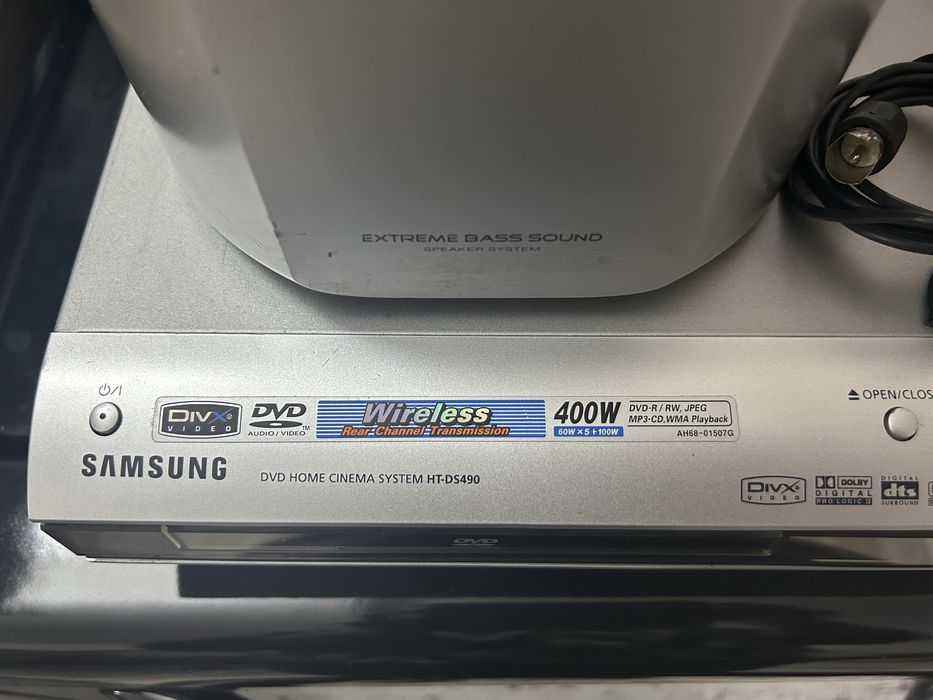 EXTREME BASS SOUND
SPEAKER SYSTEM
DIVX
VIDEO
DVD
AUDIO / VIDEO™
Wireless
Rear Channel Transmission
400W
60W x 5 + 100W
DVD-R / RW, JPEG
MP3-CD, WMA Playback
AH68-01507G
OPEN/CLOS
SAMSUNG
DVD HOME CINEMA SYSTEM HT-DS490
DIVX
VIDEO
DOLBY
DIGITAL
PRO LOGIC II
DIGITAL
dts
SURROUND
DVD